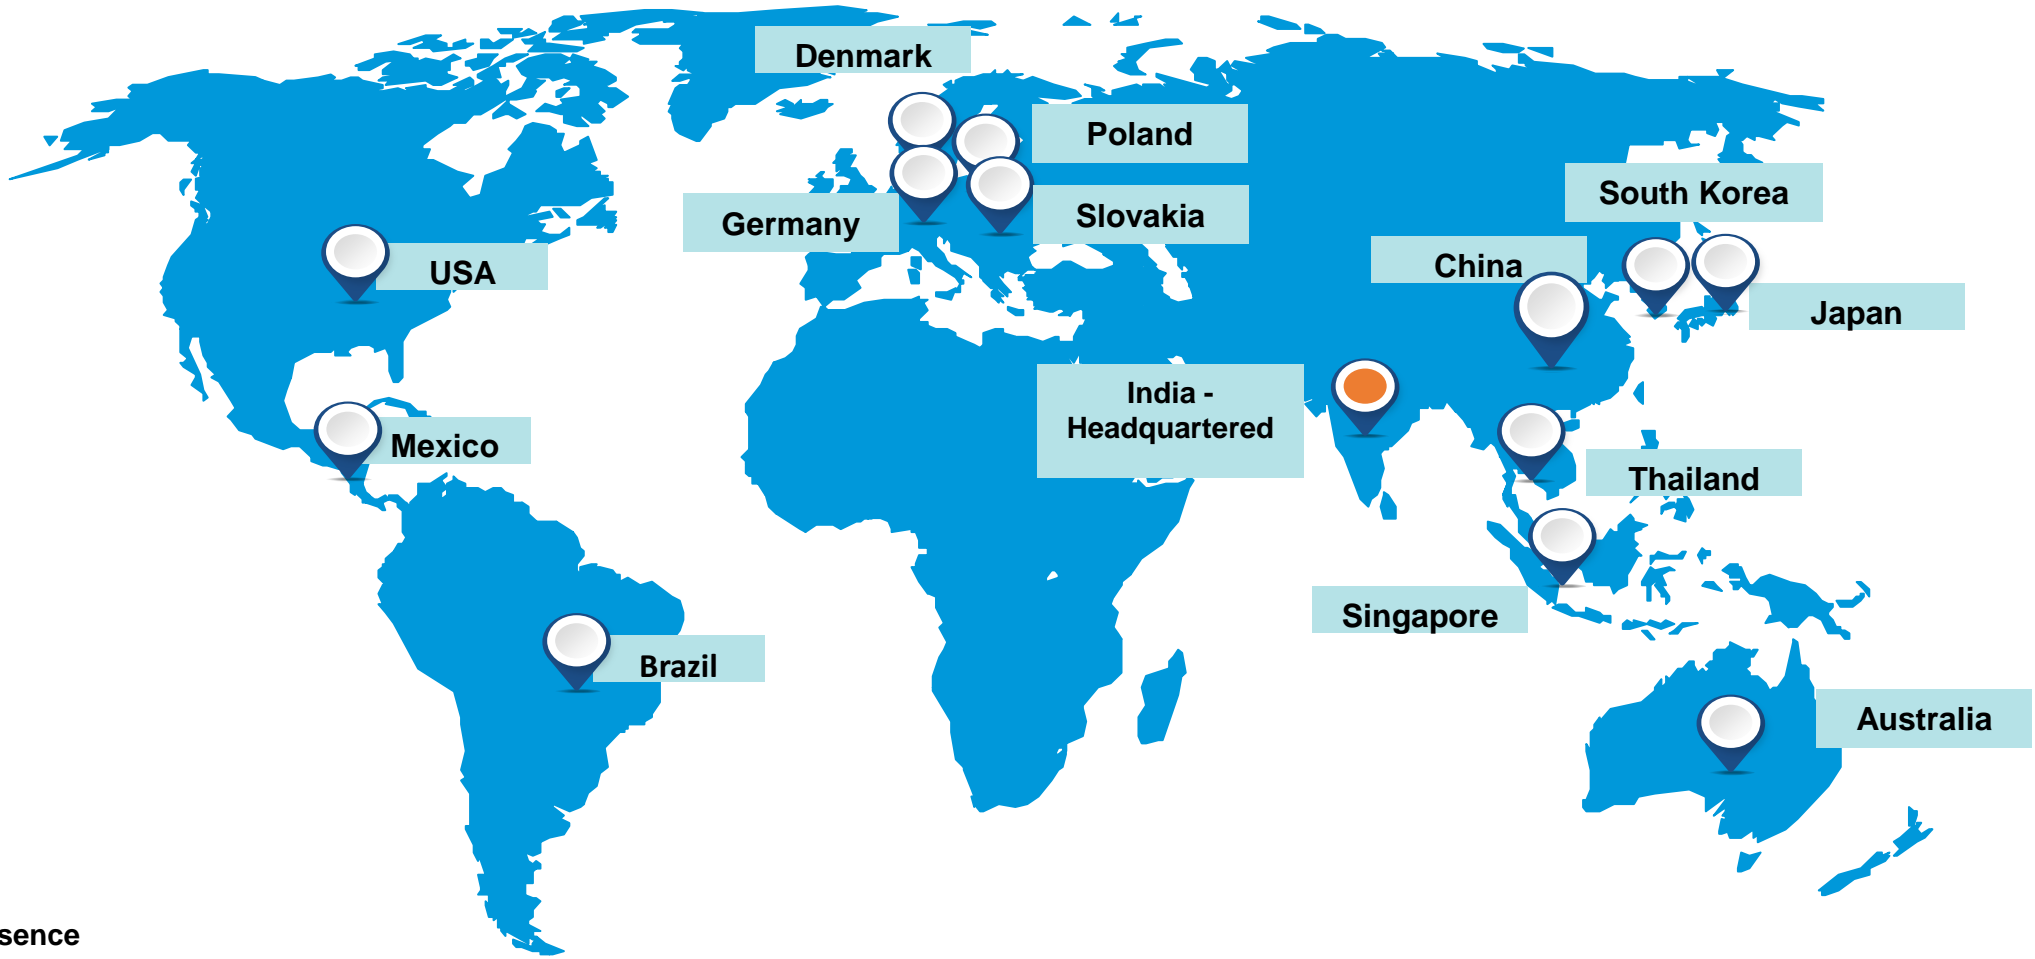 Denmark
Poland
South Korea
Germany
Slovakia
USA
China
Japan
India -
Headquartered
Mexico
Thailand
Singapore
Brazil
Australia
sence